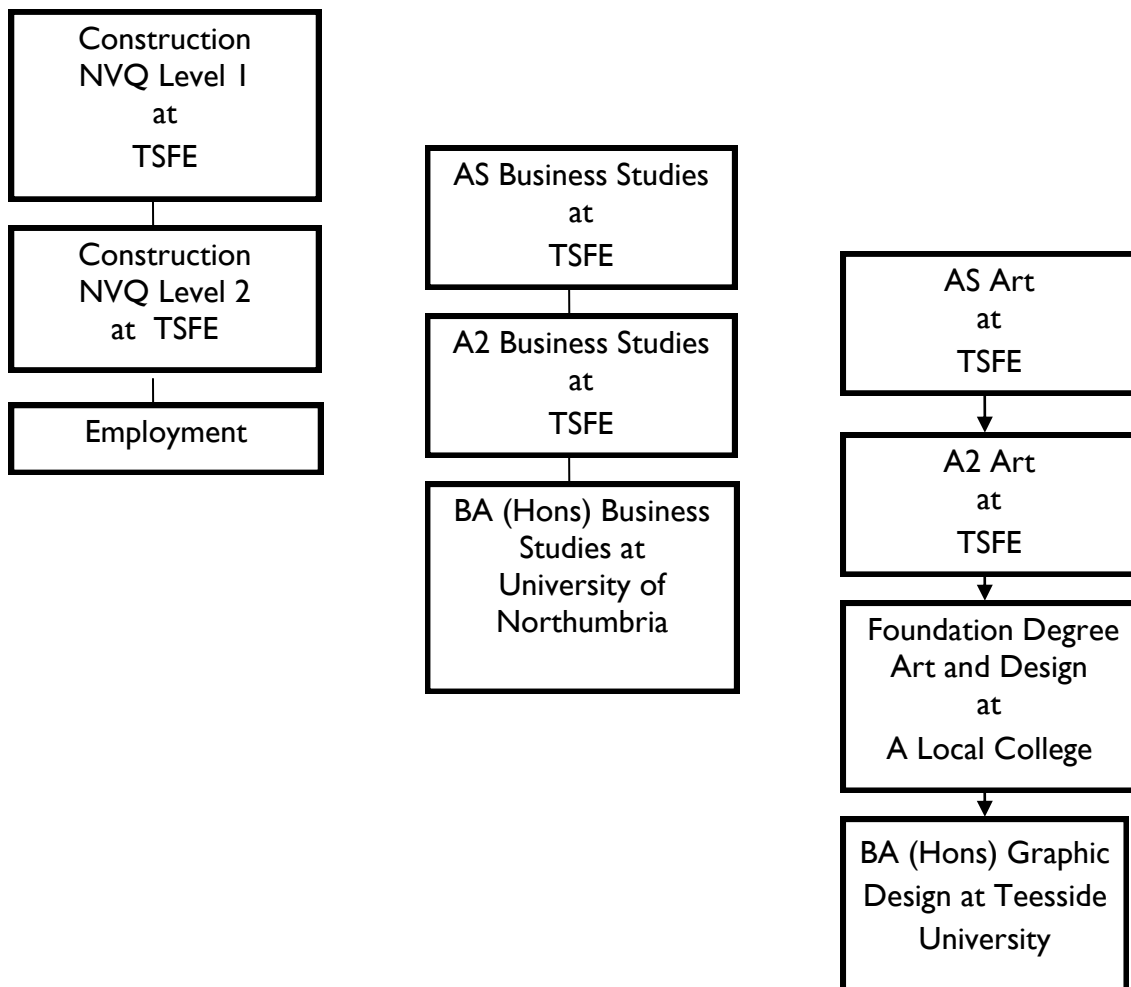 Construction
NVQ Level 1
at
TSFE
Construction
NVQ Level 2
at TSFE
Employment
AS Business Studies
at
TSFE
A2 Business Studies
at
TSFE
BA (Hons) Business
Studies at
University of
Northumbria
AS Art
at
TSFE
A2 Art
at
TSFE
Foundation Degree
Art and Design
at
A Local College
BA (Hons) Graphic
Design at Teesside
University